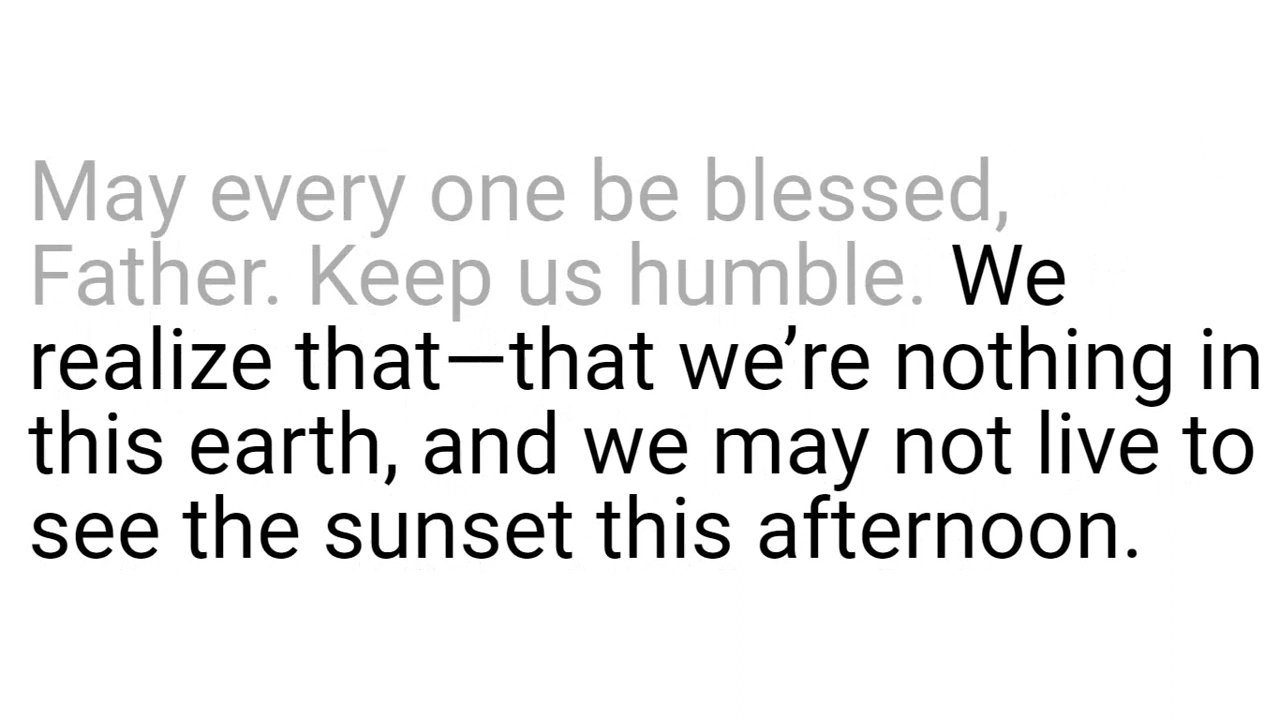 May every one be blessed,
Father. Keep us humble. We
realize that—that we’re nothing in
this earth, and we may not live to
see the sunset this afternoon.